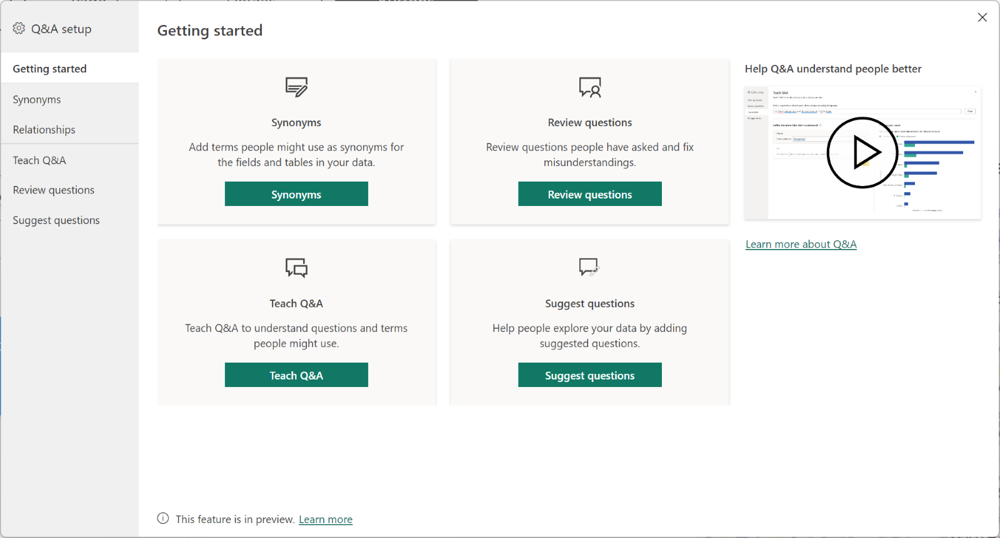 Q&A setup
Getting started
Synonyms
Relationships
Teach Q&A
Review questions
Suggest questions
Getting started
Synonyms
Add terms people might use as synonyms for
the fields and tables in your data.
Synonyms
Review questions
Review questions people have asked and fix
misunderstandings.
Review questions
Teach Q&A
Teach Q&A to understand questions and terms
people might use.
Teach Q&A
Suggest questions
Help people explore your data by adding
suggested questions.
Suggest questions
Help Q&A understand people better
Q&A setup
Teach Q&A
Learn more about Q&A
This feature is in preview. Learn more